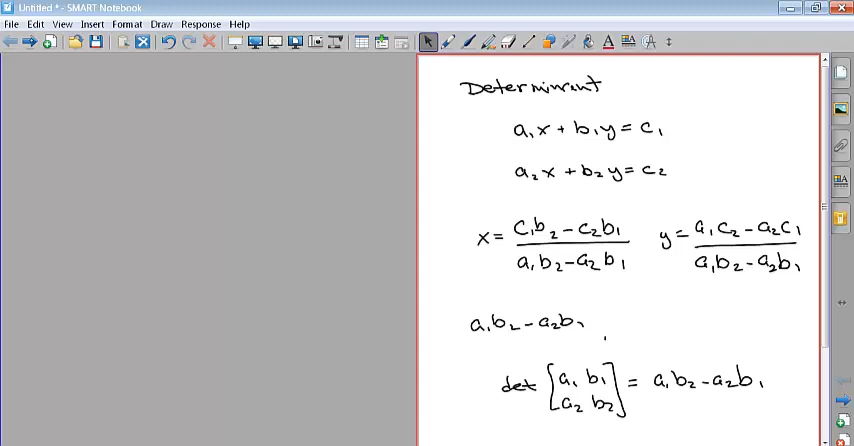 Untitled * - SMART Notebook
File Edit View Insert Format Draw Response Help
Determinant
a₁x + b₁y = c₁
a₂x + b₂y = c₂
x = (c₁b₂ - c₂b₁)/(a₁b₂ - a₂b₁) y = (a₁c₂ - a₂c₁)/(a₁b₂ - a₂b₁)
a₁b₂ - a₂b₁
det [a₁ b₁; a₂ b₂] = a₁b₂ - a₂b₁